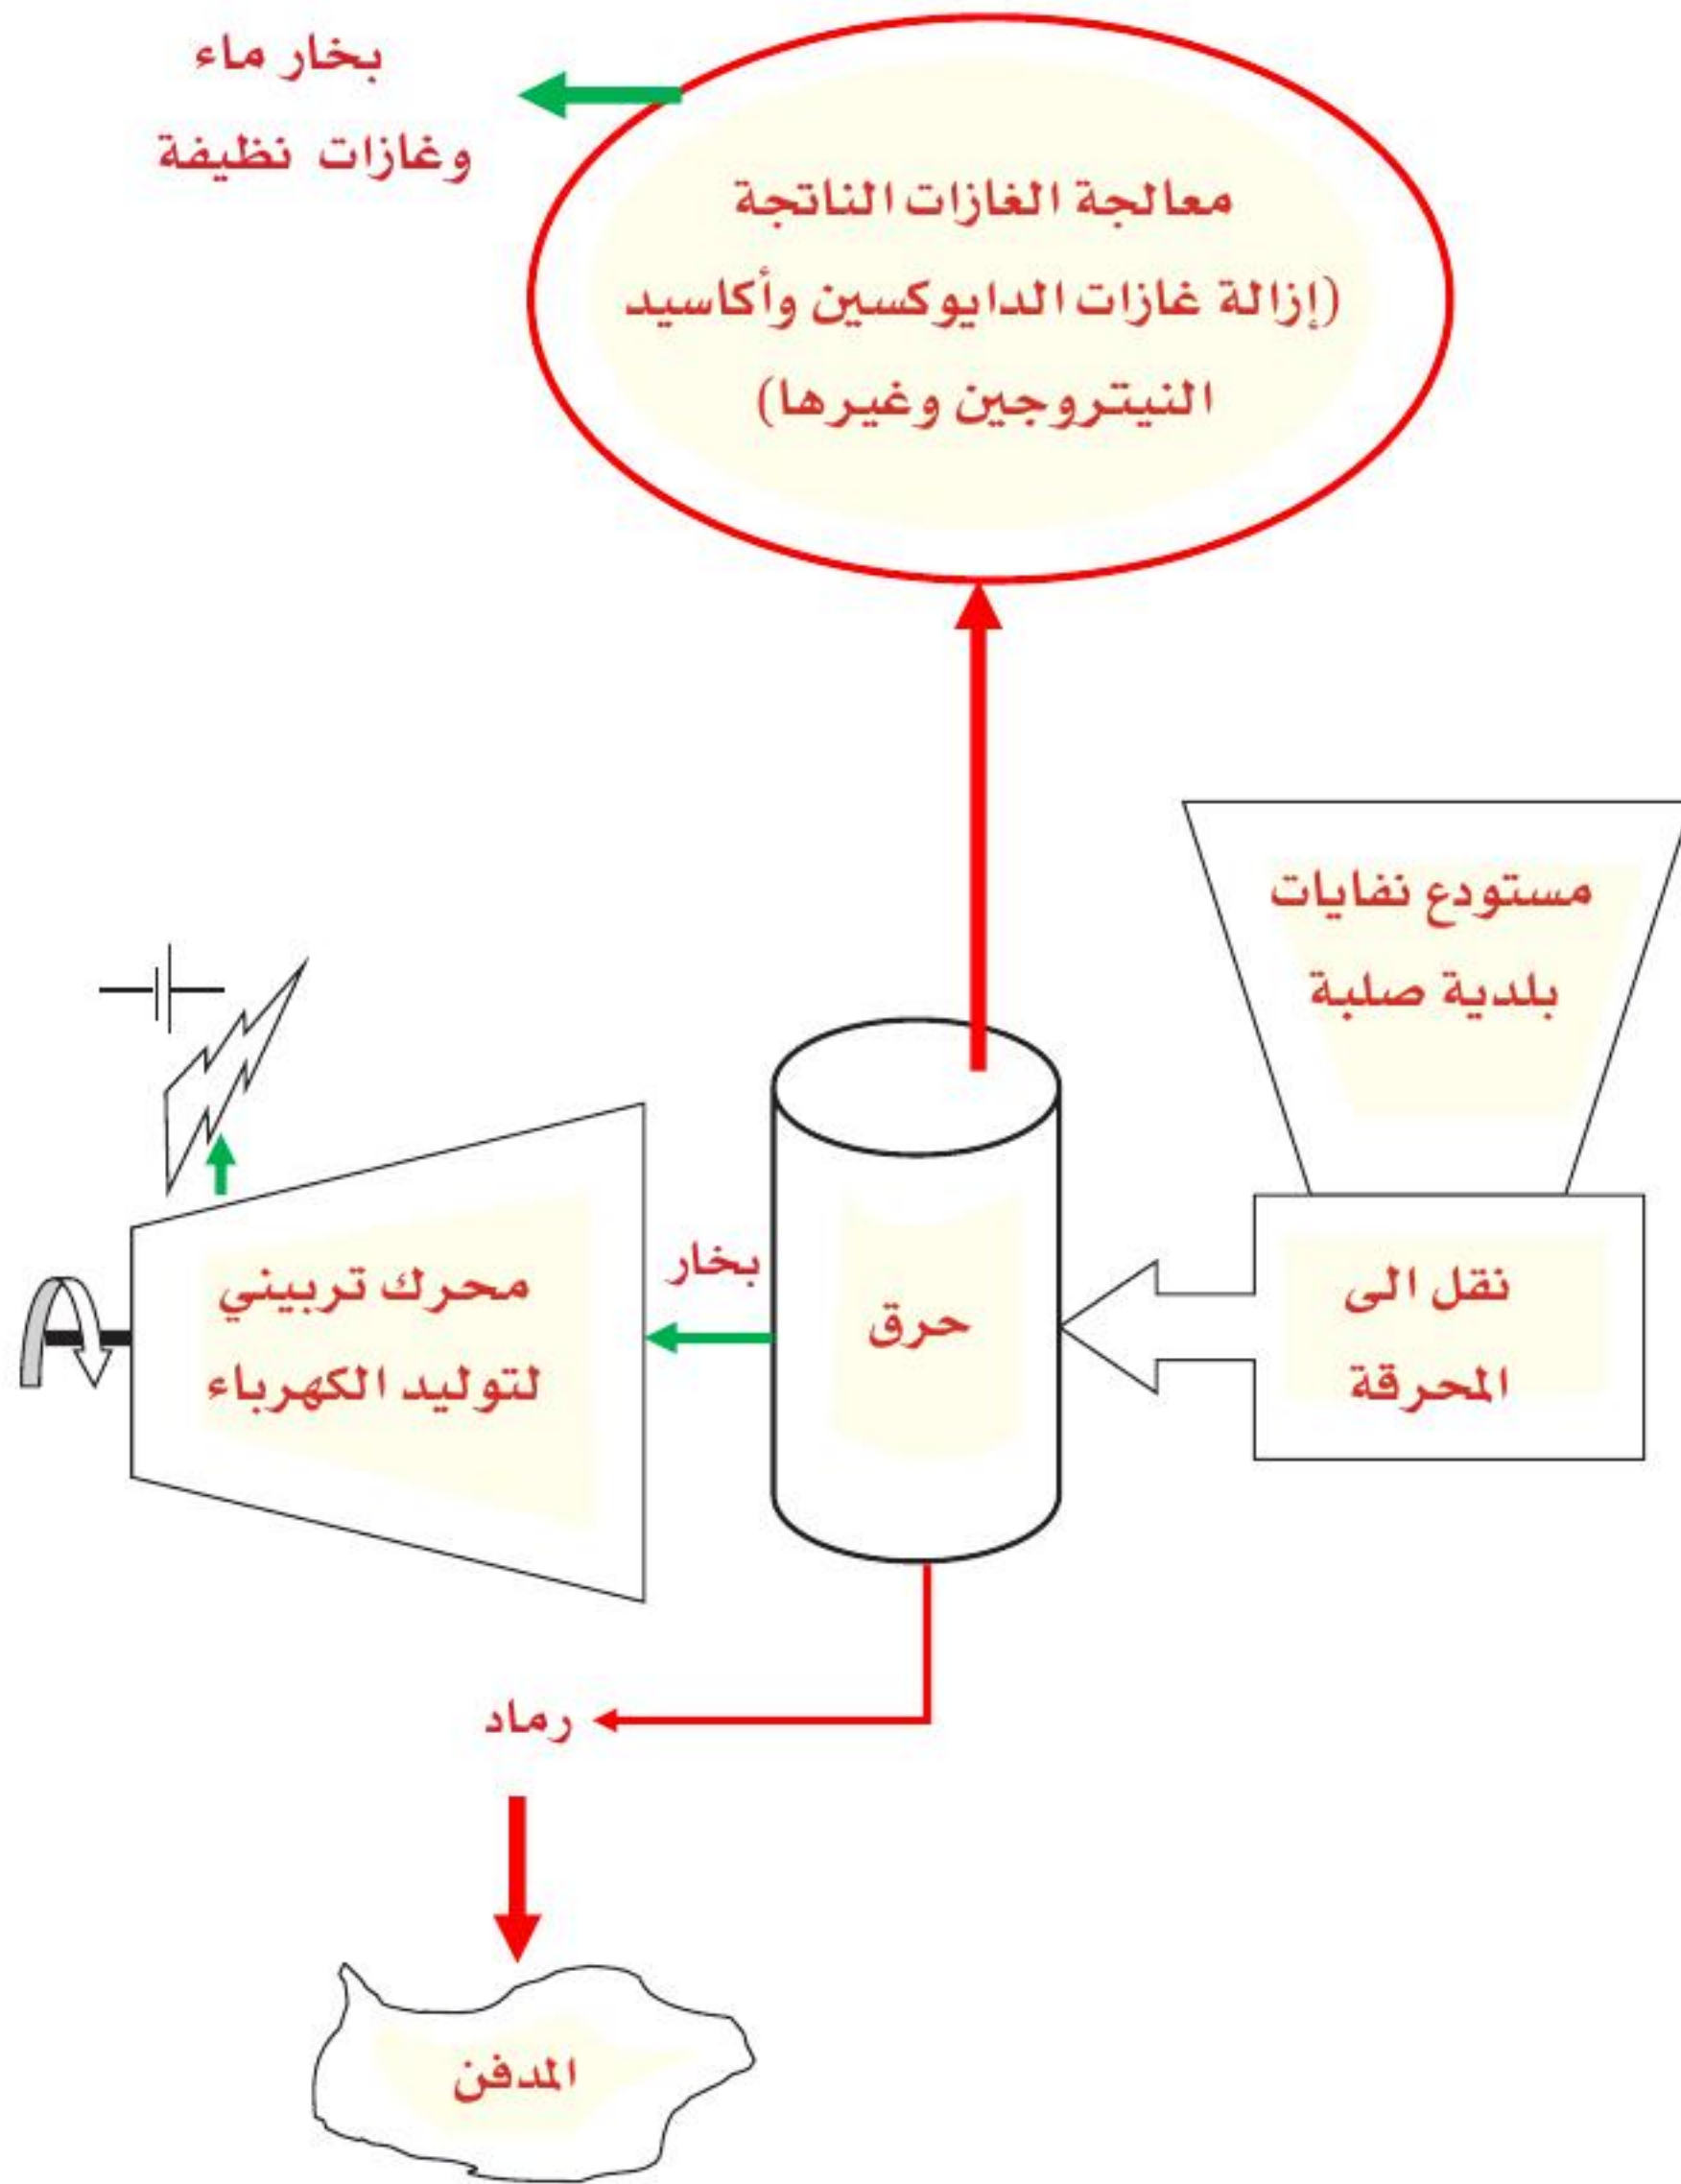 بخار ماء
وغازات نظيفة
معالجة الغازات الناتجة
(إزالة غازات الدايوكسين وأكاسيد
النيتروجين وغيرها)
مستودع نفايات
بلدية صلبة
نقل الى
المحرقة
حرق
بخار
محرك تربيني
لتوليد الكهرباء
رماد
المدفن